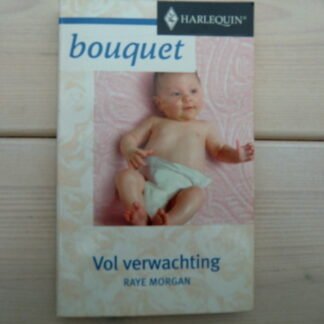 HARLEQUIN®
bouquet
Vol verwachting
RAYE MORGAN